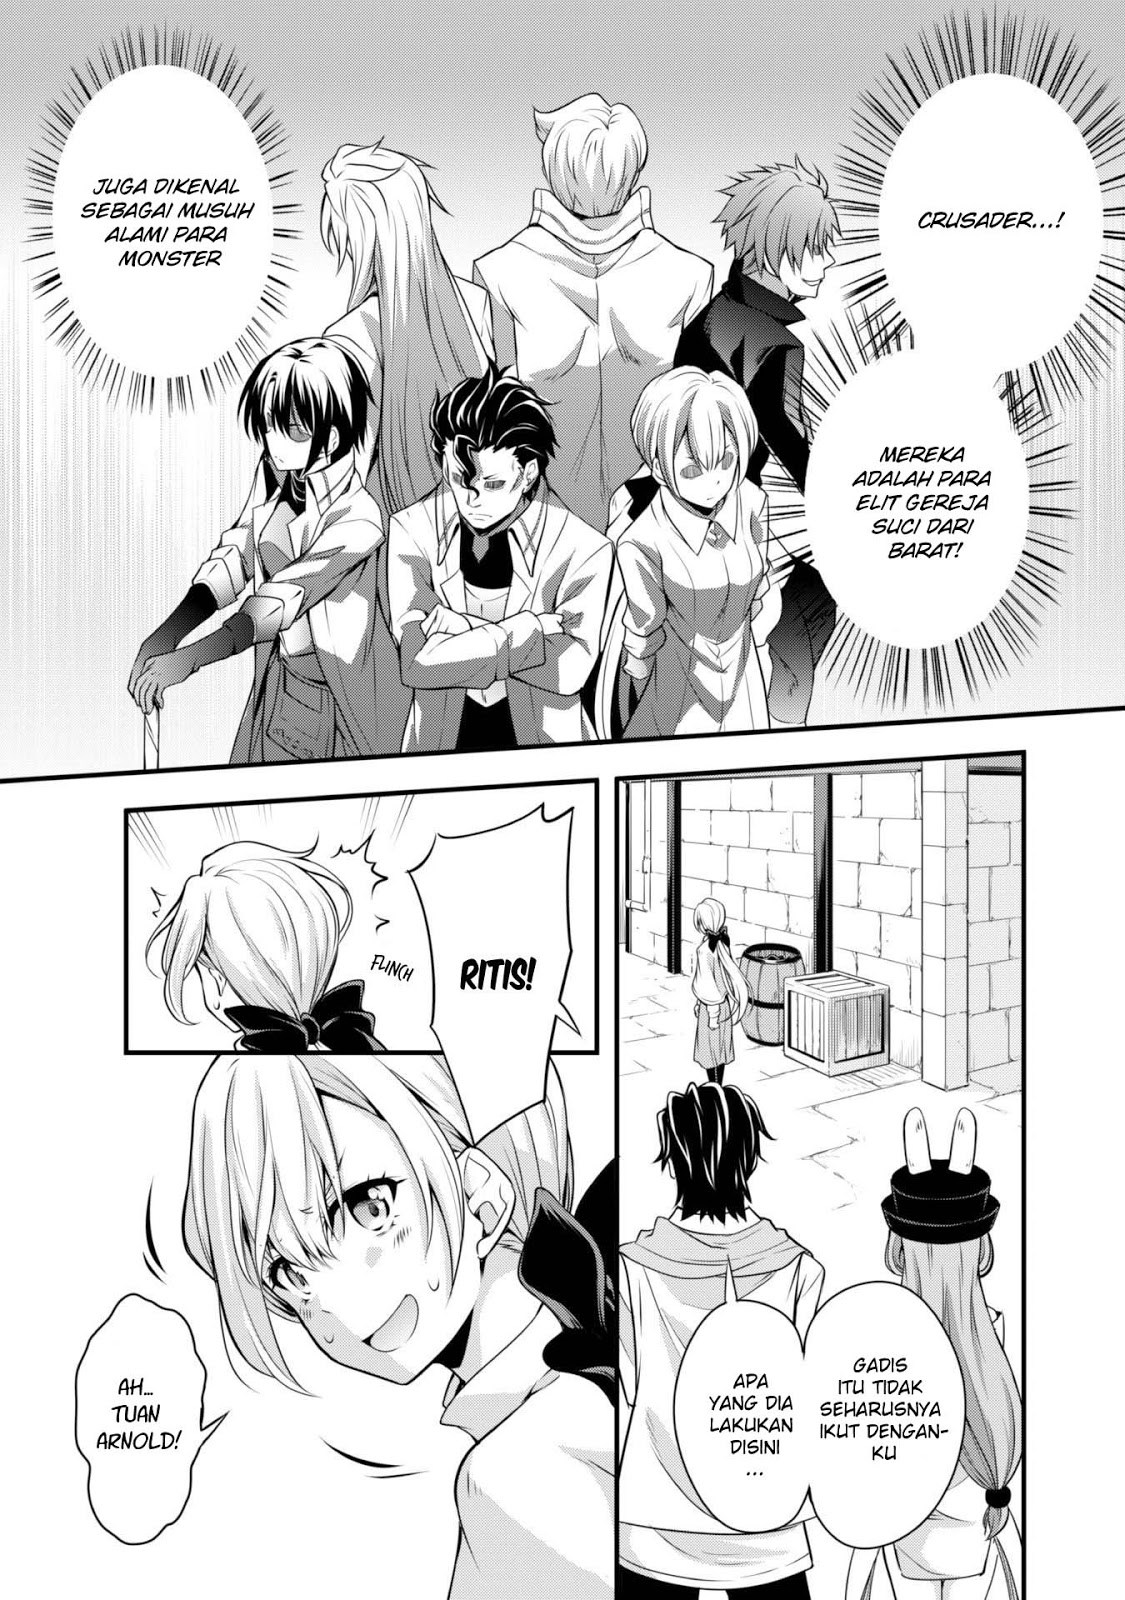 CRUSADER...!
MEREKA
ADALAH PARA
ELIT GEREJA
SUCI DARI
BARAT!
JUGA DIKENAL
SEBAGAI MUSUH
ALAMI PARA
MONSTER
GADIS
ITU TIDAK
SEHARUSNYA
IKUT DENGAN-
KU
APA
YANG DIA
LAKUKAN
DISINI
...
RITIS!
FLINCH
AH...
TUAN
ARNOLD!